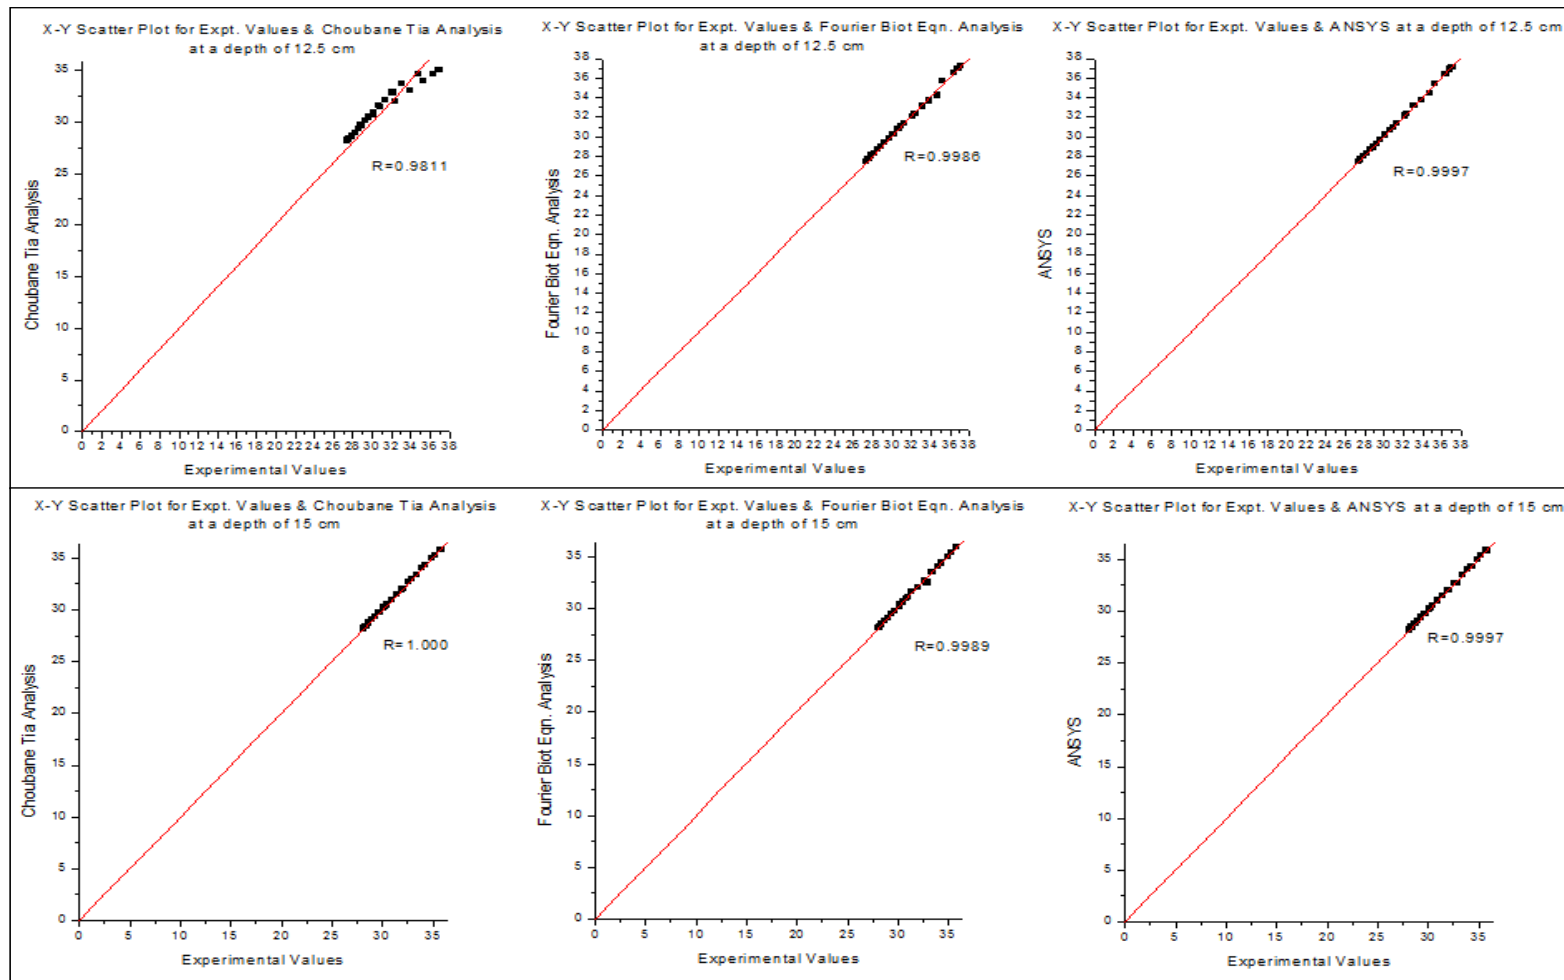 X-Y Scatter Plot for Expt. Values & Choubane Tia Analysis
at a depth of 12.5 cm
35
30
25
20
15
10
5
0
Choubane Tia Analysis
R=0.9811
0 2 4 6 8 10 12 14 16 18 20 22 24 26 28 30 32 34 36 38
Experimental Values
X-Y Scatter Plot for Expt. Values & Fourier Biot Eqn. Analysis
at a depth of 12.5 cm
38
36
34
32
30
28
26
24
22
20
18
16
14
12
10
8
6
4
2
0
Fourier Biot Eqn. Analysis
R=0.9986
0 2 4 6 8 10 12 14 16 18 20 22 24 26 28 30 32 34 36 38
Experimental Values
X-Y Scatter Plot for Expt. Values & ANSYS at a depth of 12.5 cm
38
36
34
32
30
28
26
24
22
20
18
16
14
12
10
8
6
4
2
0
ANSYS
R=0.9997
0 2 4 6 8 10 12 14 16 18 20 22 24 26 28 30 32 34 36 38
Experimental Values
X-Y Scatter Plot for Expt. Values & Choubane Tia Analysis
at a depth of 15 cm
35
30
25
20
15
10
5
0
Choubane Tia Analysis
R=1.000
0 5 10 15 20 25 30 35
Experimental Values
X-Y Scatter Plot for Expt. Values & Fourier Biot Eqn. Analysis
at a depth of 15 cm
35
30
25
20
15
10
5
0
Fourier Biot Eqn. Analysis
R=0.9989
0 5 10 15 20 25 30 35
Experimental Values
X-Y Scatter Plot for Expt. Values & ANSYS at a depth of 15 cm
35
30
25
20
15
10
5
0
ANSYS
R=0.9997
0 5 10 15 20 25 30 35
Experimental Values